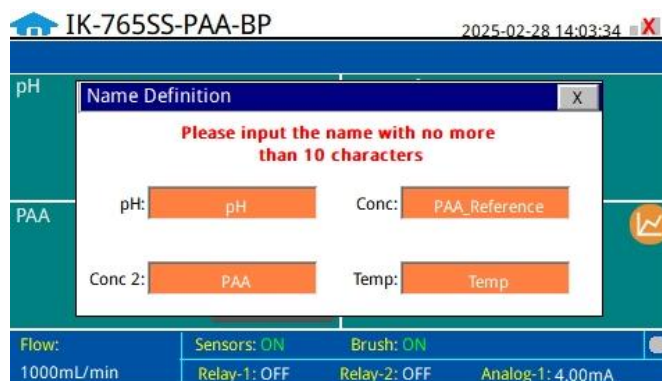 IK-765SS-PAA-BP
2025-02-28 14:03:34 X
pH
Name Definition X
Please input the name with no more
than 10 characters
pH: pH Conc: PAA_Reference
PAA
Conc 2: PAA Temp: Temp
Flow: Sensors: ON Brush: ON
1000mL/min Relay-1: OFF Relay-2: OFF Analog-1: 4.00mA